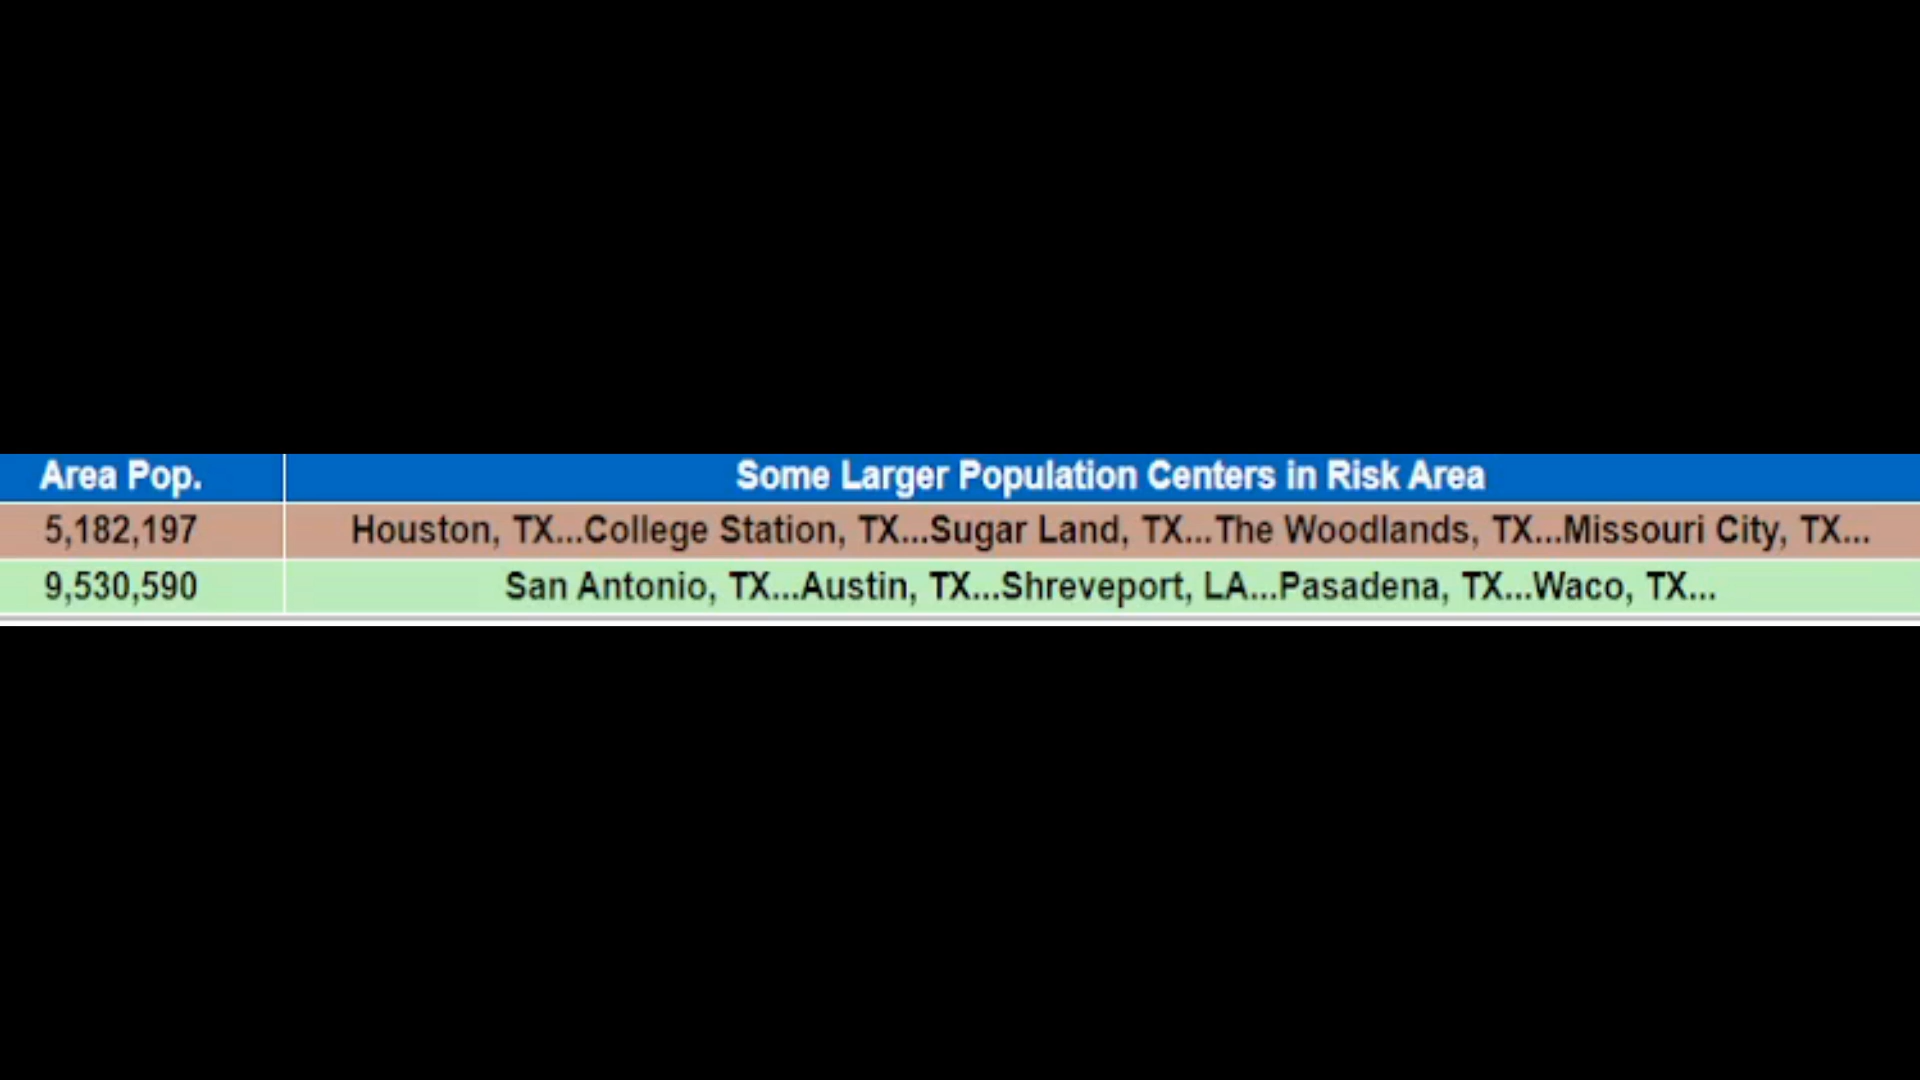 Area Pop. Some Larger Population Centers in Risk Area
5,182,197 Houston, TX...College Station, TX...Sugar Land, TX...The Woodlands, TX...Missouri City, TX...
9,530,590 San Antonio, TX...Austin, TX...Shreveport, LA...Pasadena, TX...Waco, TX...